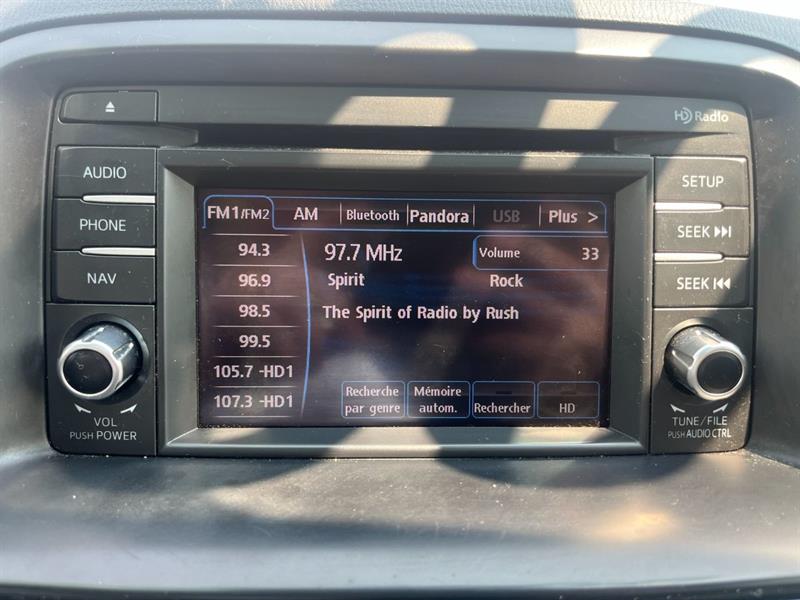 HD Radio
AUDIO
PHONE
NAV
VOL
PUSH POWER
FM1/FM2
AM
Bluetooth
Pandora
USB
Plus >
94.3
96.9
98.5
99.5
105.7 -HD1
107.3 -HD1
97.7 MHz
Volume 33
Spirit
Rock
The Spirit of Radio by Rush
Recherche
par genre
Mémoire
autom.
Rechercher
HD
SETUP
SEEK
SEEK
TUNE/FILE
PUSH AUDIO CTRL